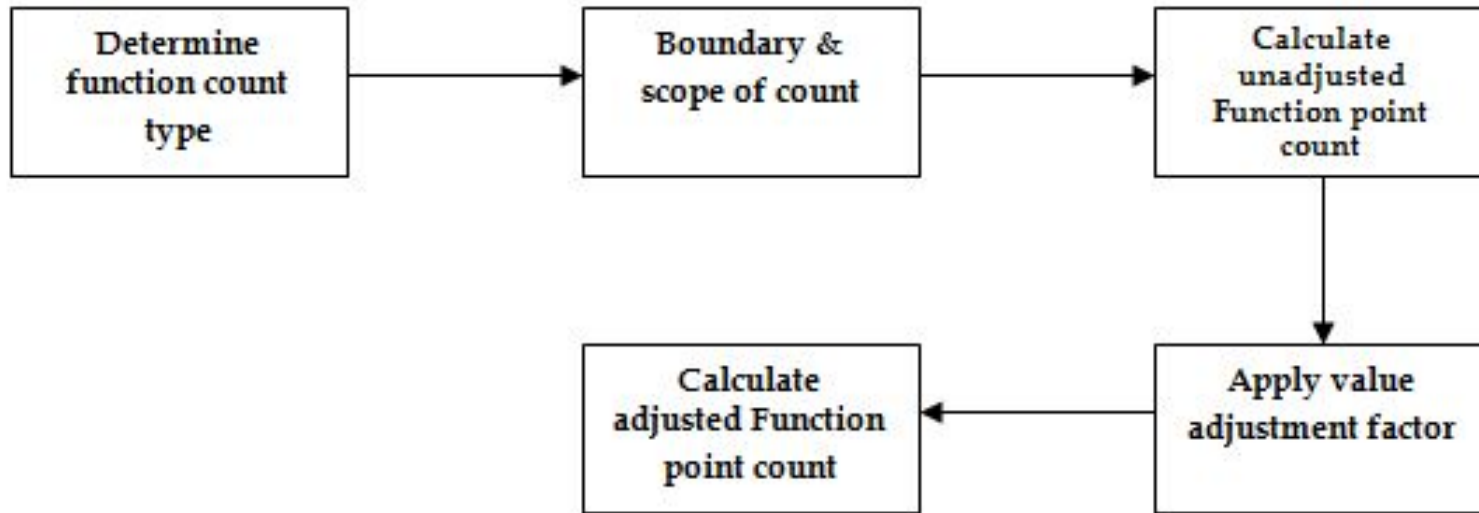 Determine
function count
type
Boundary &
scope of count
Calculate
unadjusted
Function point
count
Apply value
adjustment factor
Calculate
adjusted Function
point count